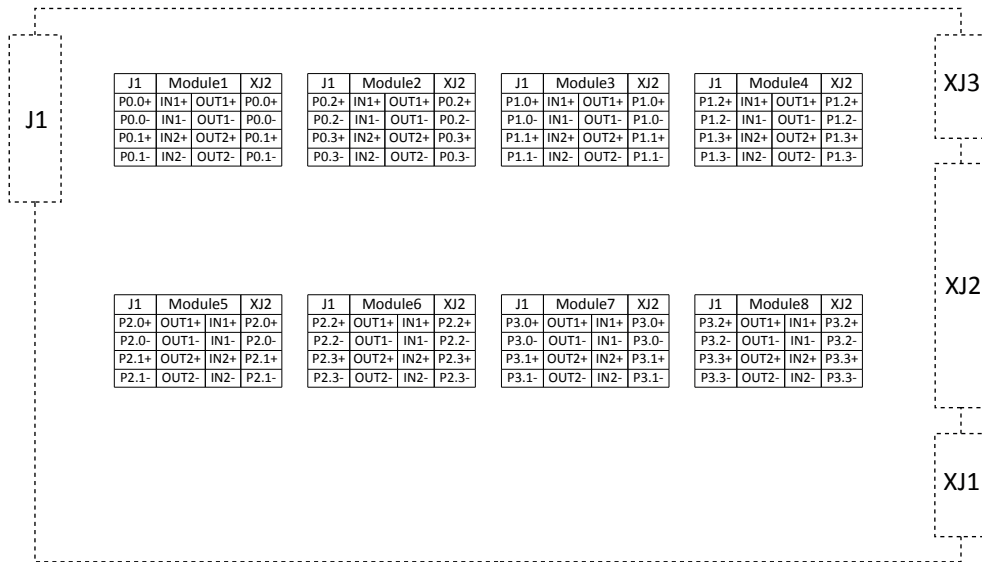 J1
XJ3
XJ2
XJ1
J1 Module1 XJ2
P0.0+ IN1+ OUT1+ P0.0+
P0.0- IN1- OUT1- P0.0-
P0.1+ IN2+ OUT2+ P0.1+
P0.1- IN2- OUT2- P0.1-
J1 Module2 XJ2
P0.2+ IN1+ OUT1+ P0.2+
P0.2- IN1- OUT1- P0.2-
P0.3+ IN2+ OUT2+ P0.3+
P0.3- IN2- OUT2- P0.3-
J1 Module3 XJ2
P1.0+ IN1+ OUT1+ P1.0+
P1.0- IN1- OUT1- P1.0-
P1.1+ IN2+ OUT2+ P1.1+
P1.1- IN2- OUT2- P1.1-
J1 Module4 XJ2
P1.2+ IN1+ OUT1+ P1.2+
P1.2- IN1- OUT1- P1.2-
P1.3+ IN2+ OUT2+ P1.3+
P1.3- IN2- OUT2- P1.3-
J1 Module5 XJ2
P2.0+ OUT1+ IN1+ P2.0+
P2.0- OUT1- IN1- P2.0-
P2.1+ OUT2+ IN2+ P2.1+
P2.1- OUT2- IN2- P2.1-
J1 Module6 XJ2
P2.2+ OUT1+ IN1+ P2.2+
P2.2- OUT1- IN1- P2.2-
P2.3+ OUT2+ IN2+ P2.3+
P2.3- OUT2- IN2- P2.3-
J1 Module7 XJ2
P3.0+ OUT1+ IN1+ P3.0+
P3.0- OUT1- IN1- P3.0-
P3.1+ OUT2+ IN2+ P3.1+
P3.1- OUT2- IN2- P3.1-
J1 Module8 XJ2
P3.2+ OUT1+ IN1+ P3.2+
P3.2- OUT1- IN1- P3.2-
P3.3+ OUT2+ IN2+ P3.3+
P3.3- OUT2- IN2- P3.3-